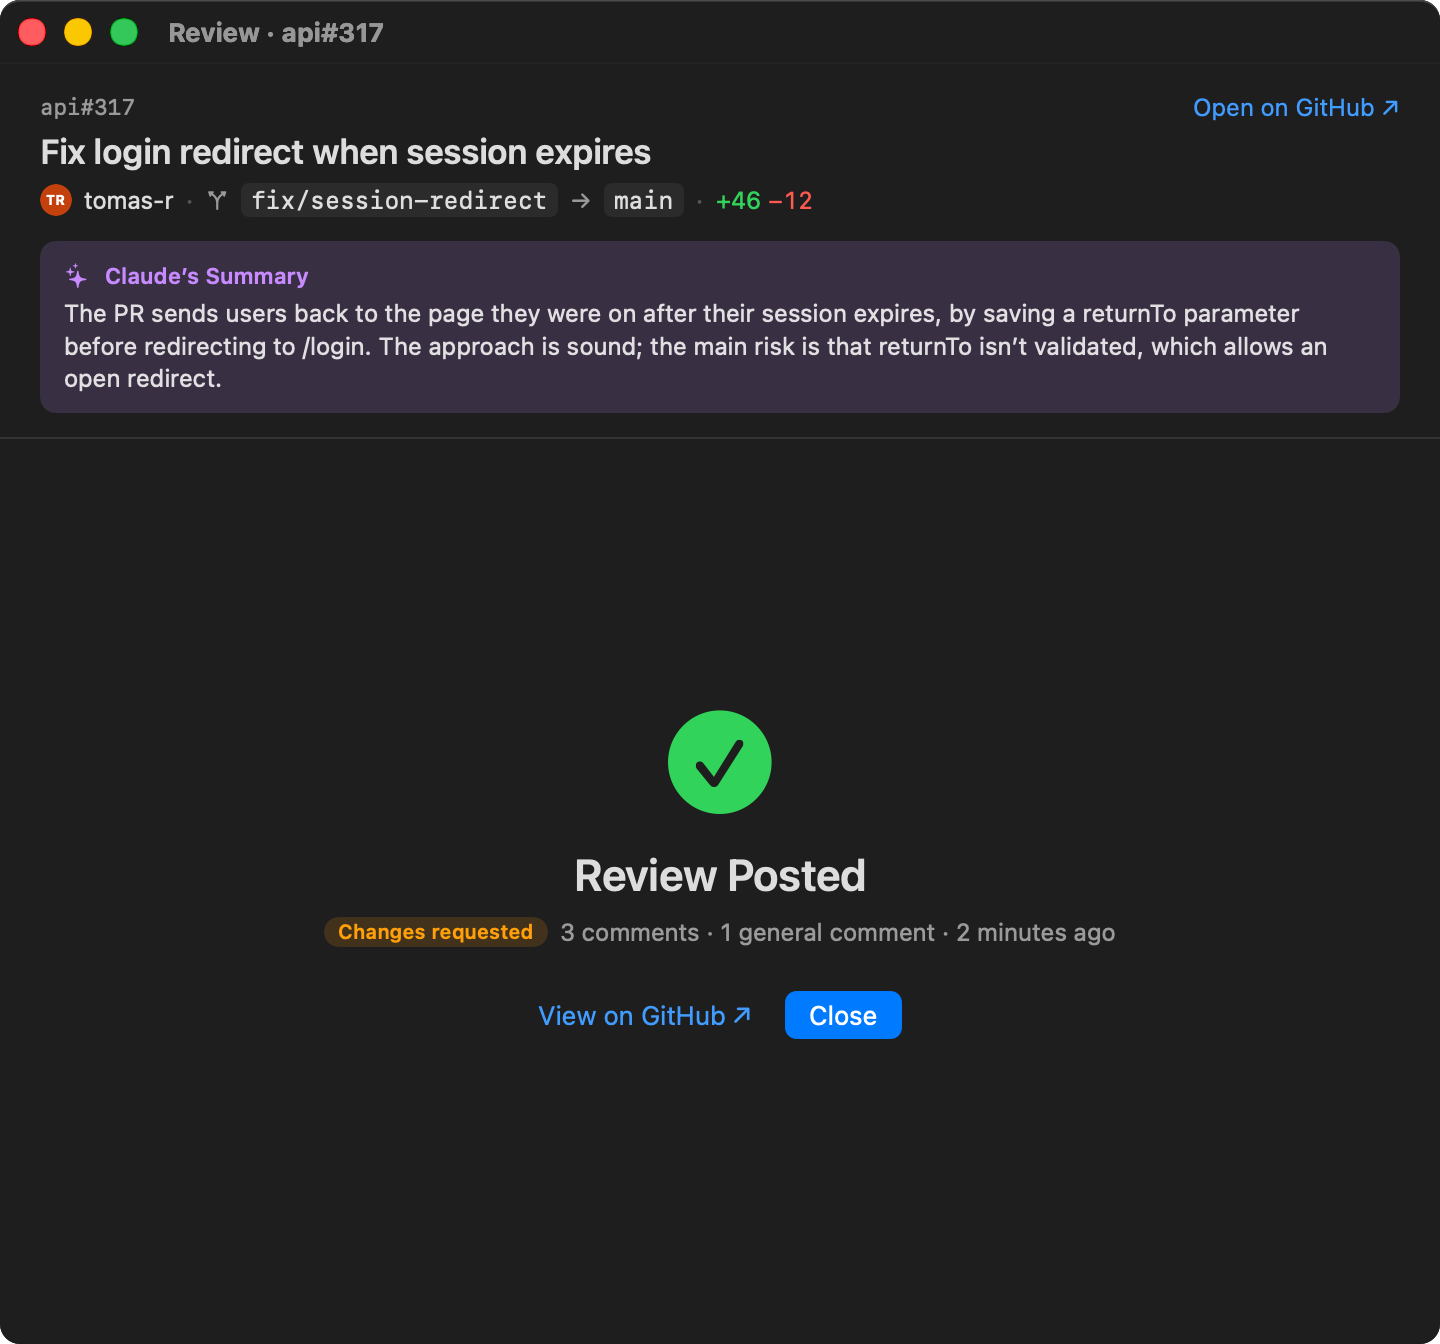 Review · api#317
api#317
Open on GitHub ↗
Fix login redirect when session expires
TR tomas-r · fix/session-redirect → main · +46 −12
Claude’s Summary
The PR sends users back to the page they were on after their session expires, by saving a returnTo parameter
before redirecting to /login. The approach is sound; the main risk is that returnTo isn’t validated, which allows an
open redirect.
Review Posted
Changes requested 3 comments · 1 general comment · 2 minutes ago
View on GitHub ↗ Close